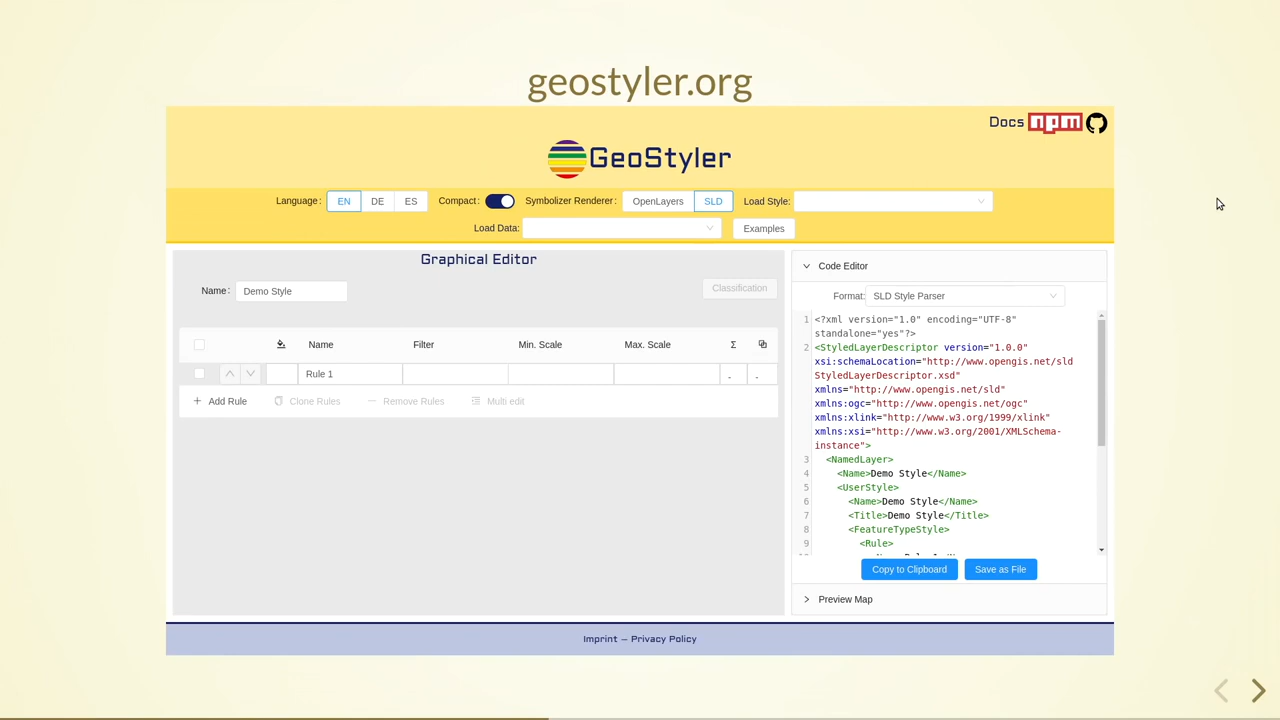 geostyler.org
Docs npm
GeoStyler
Language: EN DE ES Compact: Symbolizer Renderer: OpenLayers SLD Load Style:
Load Data: Examples
Graphical Editor
Name: Demo Style Classification
Name Filter Min. Scale Max. Scale Σ
Rule 1 - -
+ Add Rule Clone Rules Remove Rules Multi edit
Code Editor
Format: SLD Style Parser
1 <?xml version="1.0" encoding="UTF-8"
standalone="yes"?>
2 <StyledLayerDescriptor version="1.0.0"
xsi:schemaLocation="http://www.opengis.net/sld
StyledLayerDescriptor.xsd"
xmlns="http://www.opengis.net/sld"
xmlns:ogc="http://www.opengis.net/ogc"
xmlns:xlink="http://www.w3.org/1999/xlink"
xmlns:xsi="http://www.w3.org/2001/XMLSchema-
instance">
3 <NamedLayer>
4 <Name>Demo Style</Name>
5 <UserStyle>
6 <Name>Demo Style</Name>
7 <Title>Demo Style</Title>
8 <FeatureTypeStyle>
9 <Rule>
Copy to Clipboard Save as File
Preview Map
Imprint – Privacy Policy